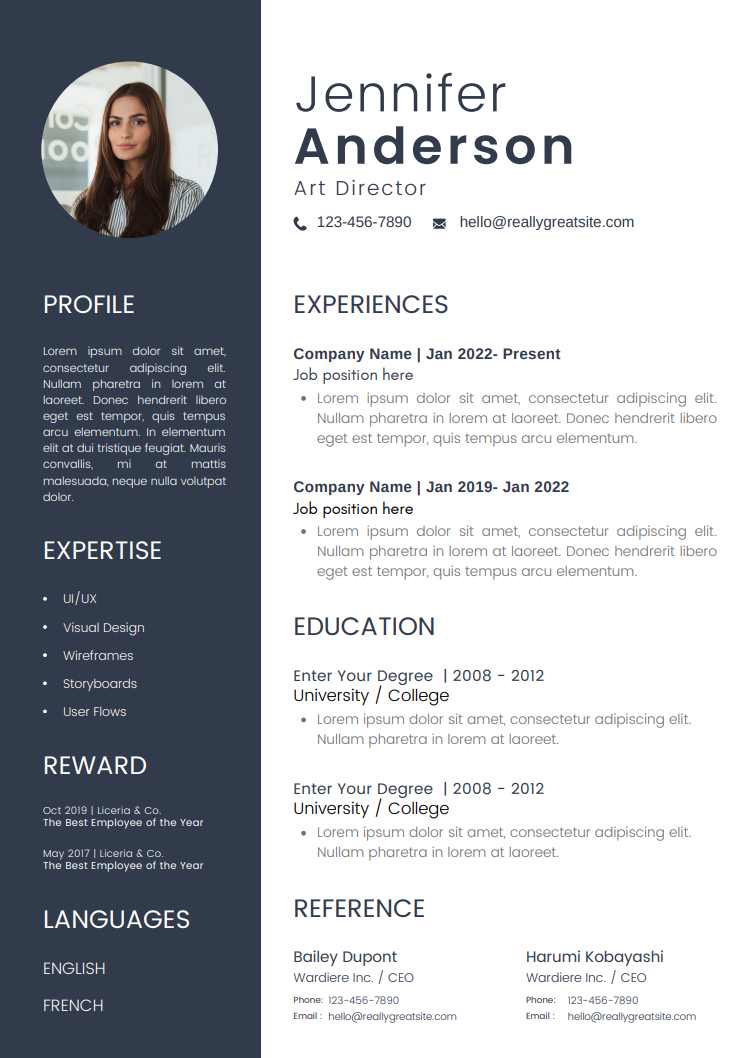 Jennifer
Anderson
Art Director
123-456-7890 hello@reallygreatsite.com
PROFILE
Lorem ipsum dolor sit amet,
consectetur adipiscing elit.
Nullam pharetra in lorem at
laoreet. Donec hendrerit libero
eget est tempor, quis tempus
arcu elementum. In elementum
elit at dui tristique feugiat. Mauris
convallis, mi at mattis
malesuada, neque nulla volutpat
dolor.
EXPERTISE
• UI/UX
• Visual Design
• Wireframes
• Storyboards
• User Flows
REWARD
Oct 2019 | Liceria & Co.
The Best Employee of the Year
May 2017 | Liceria & Co.
The Best Employee of the Year
LANGUAGES
ENGLISH
FRENCH
EXPERIENCES
Company Name | Jan 2022- Present
Job position here
• Lorem ipsum dolor sit amet, consectetur adipiscing elit.
Nullam pharetra in lorem at laoreet. Donec hendrerit libero
eget est tempor, quis tempus arcu elementum.
Company Name | Jan 2019- Jan 2022
Job position here
• Lorem ipsum dolor sit amet, consectetur adipiscing elit.
Nullam pharetra in lorem at laoreet. Donec hendrerit libero
eget est tempor, quis tempus arcu elementum.
EDUCATION
Enter Your Degree | 2008 - 2012
University / College
• Lorem ipsum dolor sit amet, consectetur adipiscing elit.
Nullam pharetra in lorem at laoreet.
Enter Your Degree | 2008 - 2012
University / College
• Lorem ipsum dolor sit amet, consectetur adipiscing elit.
Nullam pharetra in lorem at laoreet.
REFERENCE
Bailey Dupont
Wardiere Inc. / CEO
Phone: 123-456-7890
Email : hello@reallygreatsite.com
Harumi Kobayashi
Wardiere Inc. / CEO
Phone: 123-456-7890
Email : hello@reallygreatsite.com